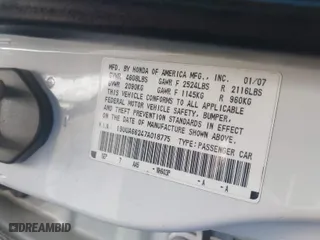 MFD. BY HONDA OF AMERICA MFG., INC. 01/07
GVWR 4608LBS GAWR F 2524LBS R 2116LBS
GVWR 2090KG GAWR F 1145KG R 960KG
THIS VEHICLE CONFORMS TO ALL APPLICABLE
FEDERAL MOTOR VEHICLE SAFETY, BUMPER,
AND THEFT PREVENTION STANDARDS IN EFFECT
ON THE DATE OF MANUFACTURE SHOWN ABOVE.
V.I.N.: TYPE:PASSENGER CAR
-A -A